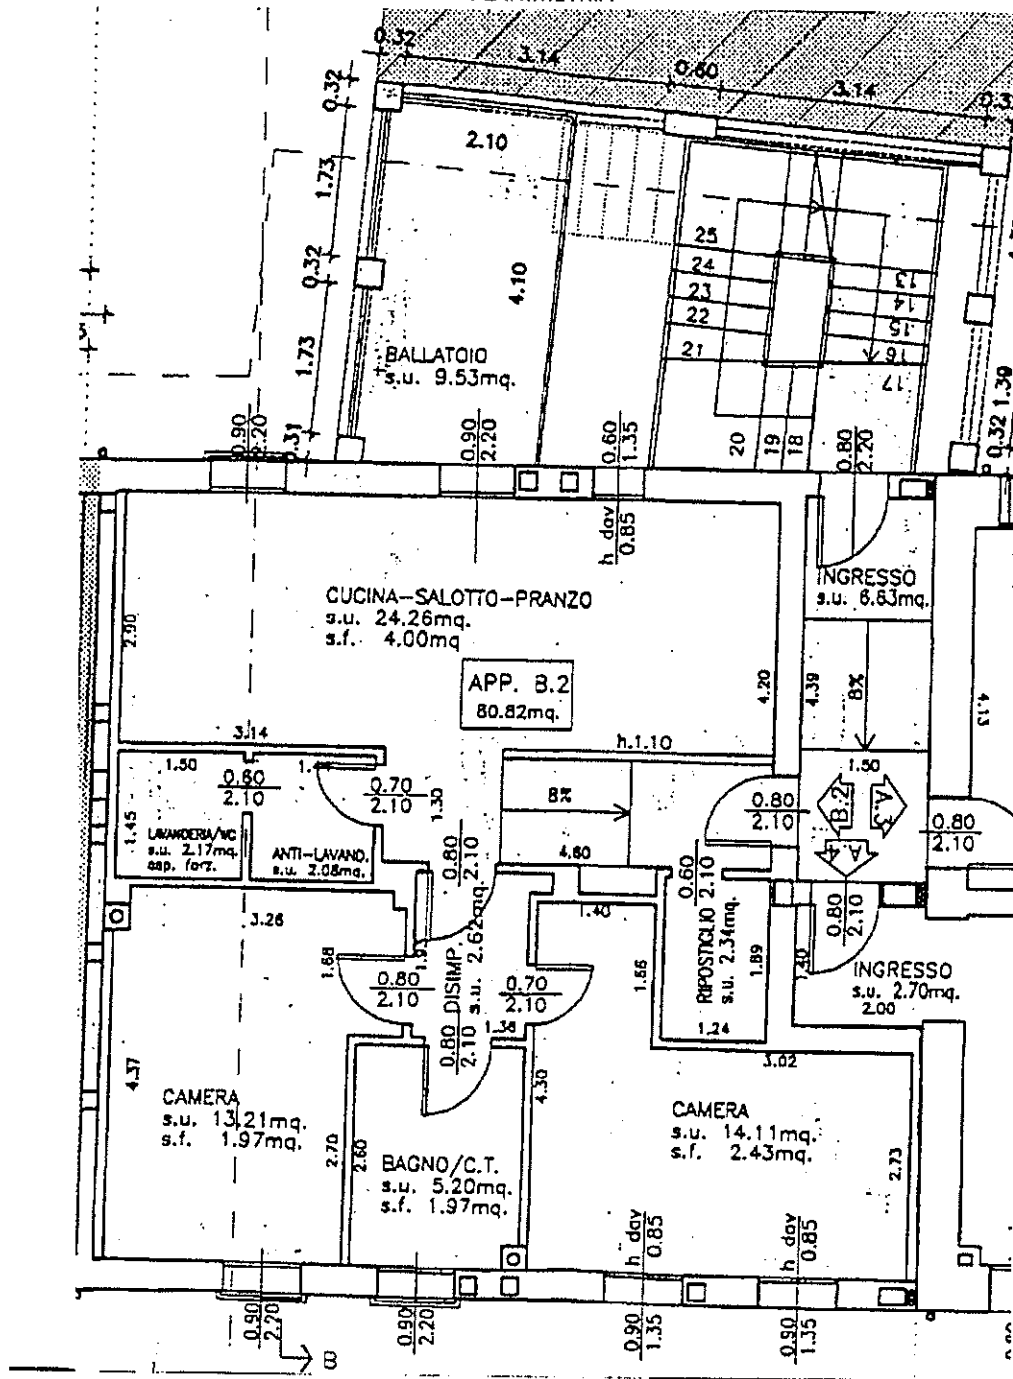 0.32
3.14
0.60
3.14
0.32
1.73
0.32
1.73
0.31
2.10
4.10
BALLATOIO
s.u. 9.53mq.
25
24
23
22
21
20
19
18
13
14
15
16
17
1.39
0.32
0.90
2.20
0.90
2.20
0.60
1.35
h dav
0.85
0.80
2.20
INGRESSO
s.u. 6.63mq.
CUCINA-SALOTTO-PRANZO
s.u. 24.26mq.
s.f. 4.00mq
2.90
APP. B.2
80.82mq.
4.20
4.39
8%
4.13
3.14
h.1.10
1.50
1.50
0.60
2.10
0.70
2.10
1.30
8%
0.80
2.10
B.2
A.3
A.4
0.80
2.10
1.45
LAVANDERIA/WC
s.u. 2.17mq.
asp. forz.
ANTI-LAVAND.
s.u. 2.08mq.
0.80
2.10
4.60
0.60
2.10
0.80
2.10
3.26
1.40
RIPOSTIGLIO
s.u. 2.34mq.
1.89
INGRESSO
s.u. 2.70mq.
2.00
1.68
0.80
2.10
DISIMP.
s.u. 2.62mq.
0.70
2.10
1.66
1.38
1.24
3.02
0.80
2.10
4.37
4.30
CAMERA
s.u. 13.21mq.
s.f. 1.97mq.
2.70
2.60
BAGNO/C.T.
s.u. 5.20mq.
s.f. 1.97mq.
CAMERA
s.u. 14.11mq.
s.f. 2.43mq.
2.73
h dav
0.85
h dav
0.85
0.90
2.20
0.90
2.20
0.90
1.35
0.90
1.35
B